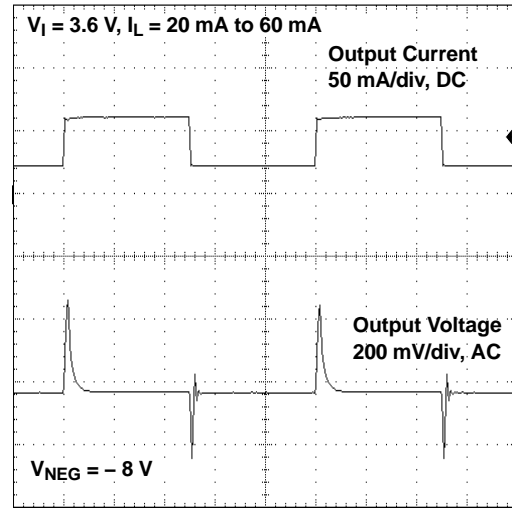 VI = 3.6 V, IL = 20 mA to 60 mA
Output Current
50 mA/div, DC
Output Voltage
200 mV/div, AC
VNEG = – 8 V